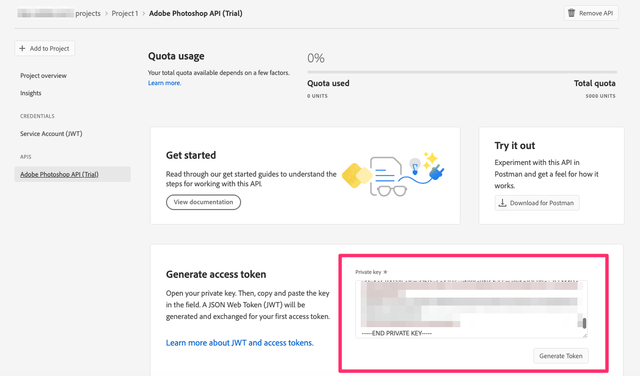 projects > Project 1 > Adobe Photoshop API (Trial)
Remove API
+ Add to Project
Project overview
Insights
CREDENTIALS
Service Account (JWT)
APIS
Adobe Photoshop API (Trial)
Quota usage
Your total quota available depends on a few factors.
Learn more.
0%
Quota used
Total quota
0 UNITS
5000 UNITS
Get started
Read through our get started guides to understand the
steps for working with this API.
View documentation
Try it out
Experiment with this API in
Postman and get a feel for how it
works.
Download for Postman
Generate access token
Open your private key. Then, copy and paste the key
in the field. A JSON Web Token (JWT) will be
generated and exchanged for your first access token.
Learn more about JWT and access tokens.
Private key *
-----END PRIVATE KEY-----
Generate Token